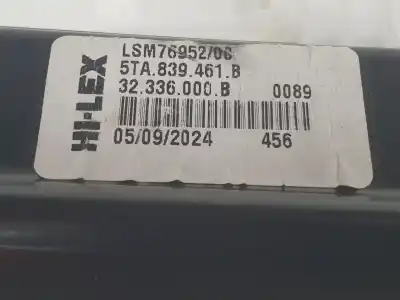 HI-LEX
LSM76952/06
5TA.839.461.B
32.336.000.B 0089
05/09/2024 456